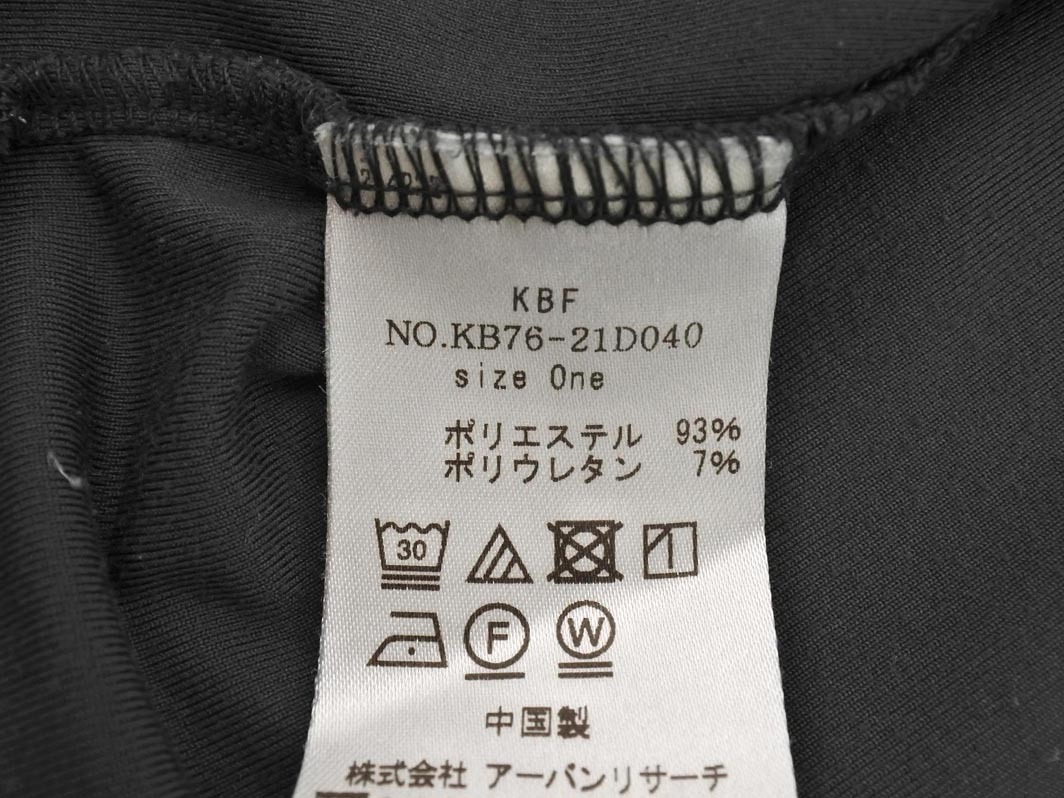 KBF
NO.KB76-21D040
size One
ポリエステル 93%
ポリウレタン 7%
30
F W
中国製
株式会社 アーバンリサーチ